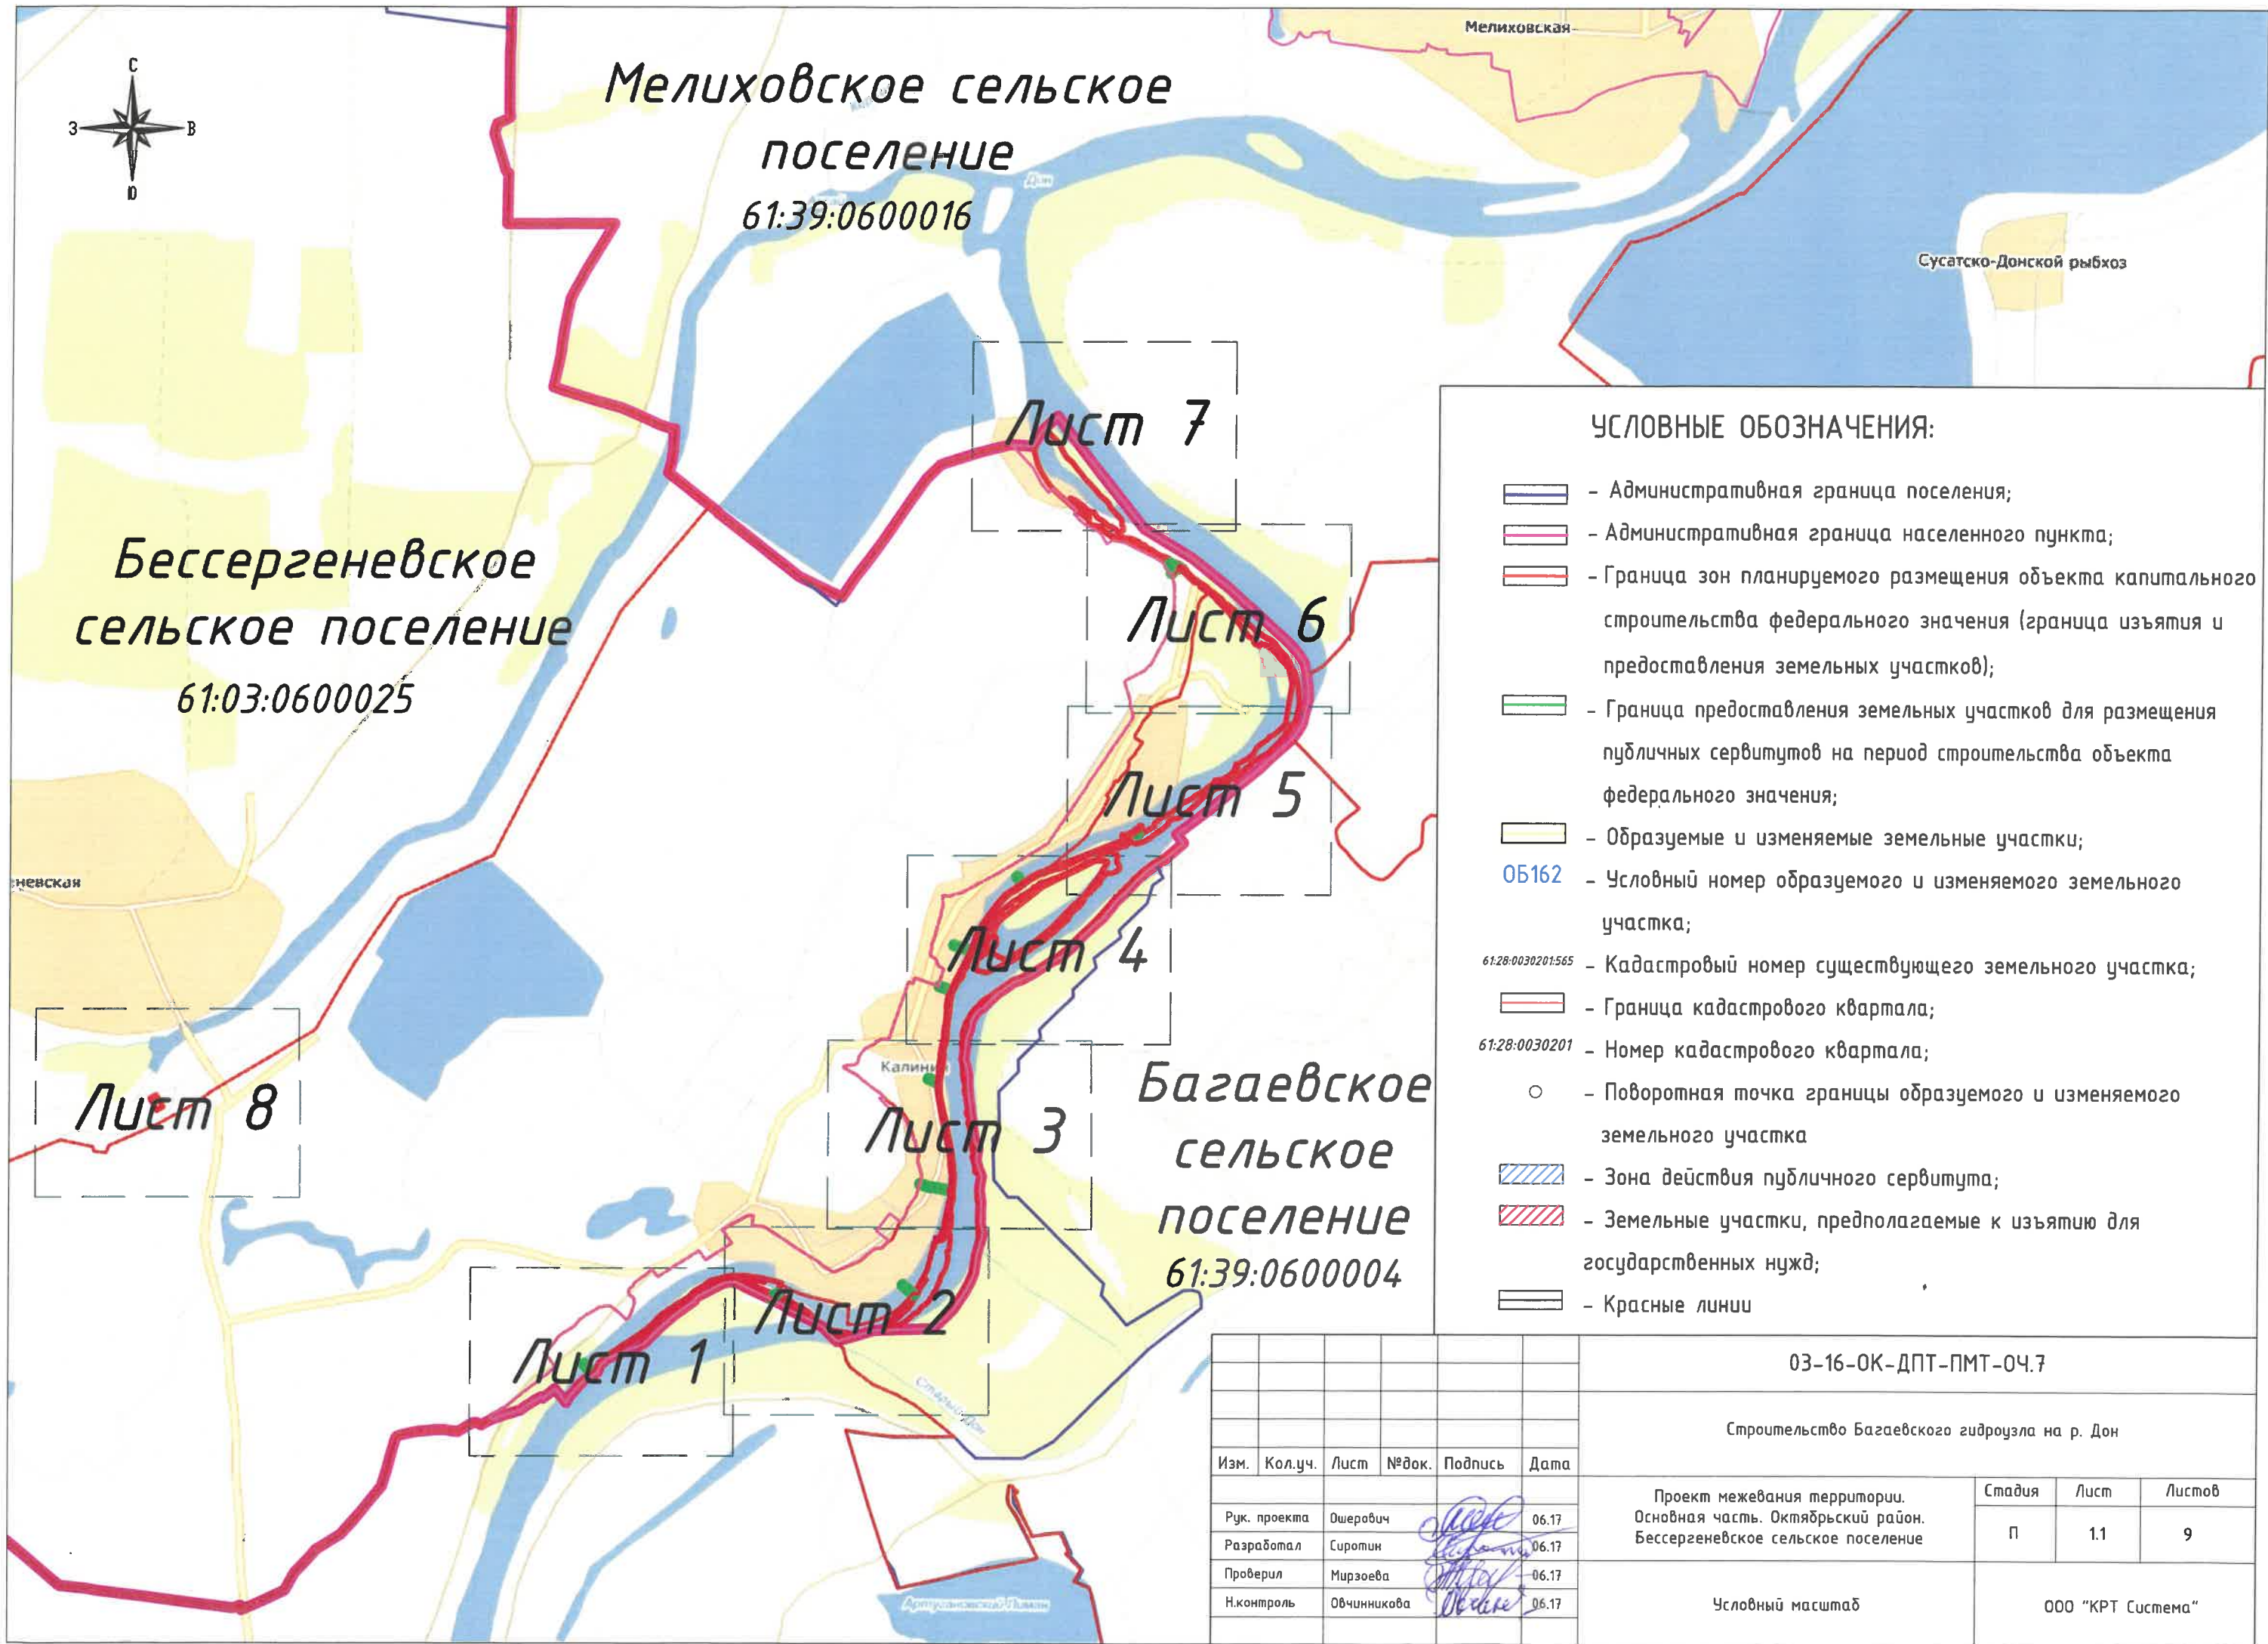 Мелиховская
С
З
В
Ю
Мелиховское сельское
поселение
61:39:0600016
Дон
Сусатско-Донской рыбхоз
Лист 7
Бессергеневское
сельское поселение
61:03:0600025
Лист 6
Лист 5
невская
Лист 4
Калинин
Лист 3
Лист 8
Багаевское
сельское
поселение
61:39:0600004
Лист 2
Лист 1
Старый Дон
Арпугановский Лиман
УСЛОВНЫЕ ОБОЗНАЧЕНИЯ:
- Административная граница поселения;
- Административная граница населенного пункта;
- Граница зон планируемого размещения объекта капитального
строительства федерального значения (граница изъятия и
предоставления земельных участков);
- Граница предоставления земельных участков для размещения
публичных сервитутов на период строительства объекта
федерального значения;
- Образуемые и изменяемые земельные участки;
ОБ162 - Условный номер образуемого и изменяемого земельного
участка;
61:28:0030201:565 - Кадастровый номер существующего земельного участка;
- Граница кадастрового квартала;
61:28:0030201 - Номер кадастрового квартала;
- Поворотная точка границы образуемого и изменяемого
земельного участка
- Зона действия публичного сервитута;
- Земельные участки, предполагаемые к изъятию для
государственных нужд;
- Красные линии
03-16-ОК-ДПТ-ПМТ-ОЧ.7
Строительство Багаевского гидроузла на р. Дон
Изм. Кол.уч. Лист №док. Подпись Дата
Рук. проекта Ошерович 06.17
Разработал Сиротин 06.17
Проверил Мирзоева 06.17
Н.контроль Овчинникова 06.17
Проект межевания территории.
Основная часть. Октябрьский район.
Бессергеневское сельское поселение
Стадия Лист Листов
П 1.1 9
Условный масштаб
ООО "КРТ Система"